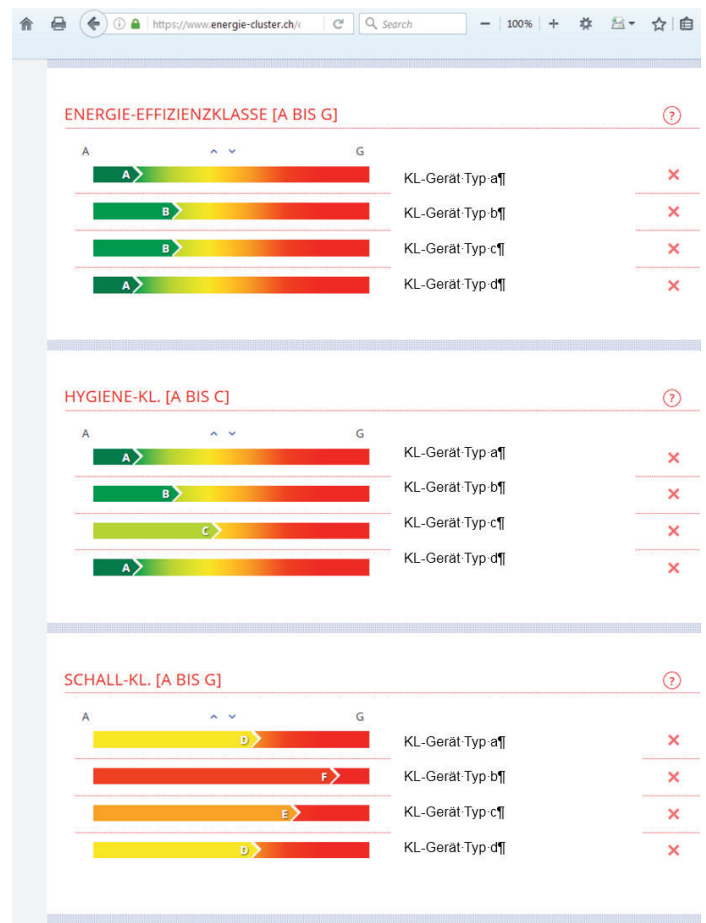 https://www.energie-cluster.ch/ Search 100%
ENERGIE-EFFIZIENZKLASSE [A BIS G] ?
A G
A KL-Gerät·Typ·a¶
B KL-Gerät·Typ·b¶
B KL-Gerät·Typ·c¶
A KL-Gerät·Typ·d¶
HYGIENE-KL. [A BIS C] ?
A G
A KL-Gerät·Typ·a¶
B KL-Gerät·Typ·b¶
C KL-Gerät·Typ·c¶
A KL-Gerät·Typ·d¶
SCHALL-KL. [A BIS G] ?
A G
D KL-Gerät·Typ·a¶
F KL-Gerät·Typ·b¶
E KL-Gerät·Typ·c¶
D KL-Gerät·Typ·d¶